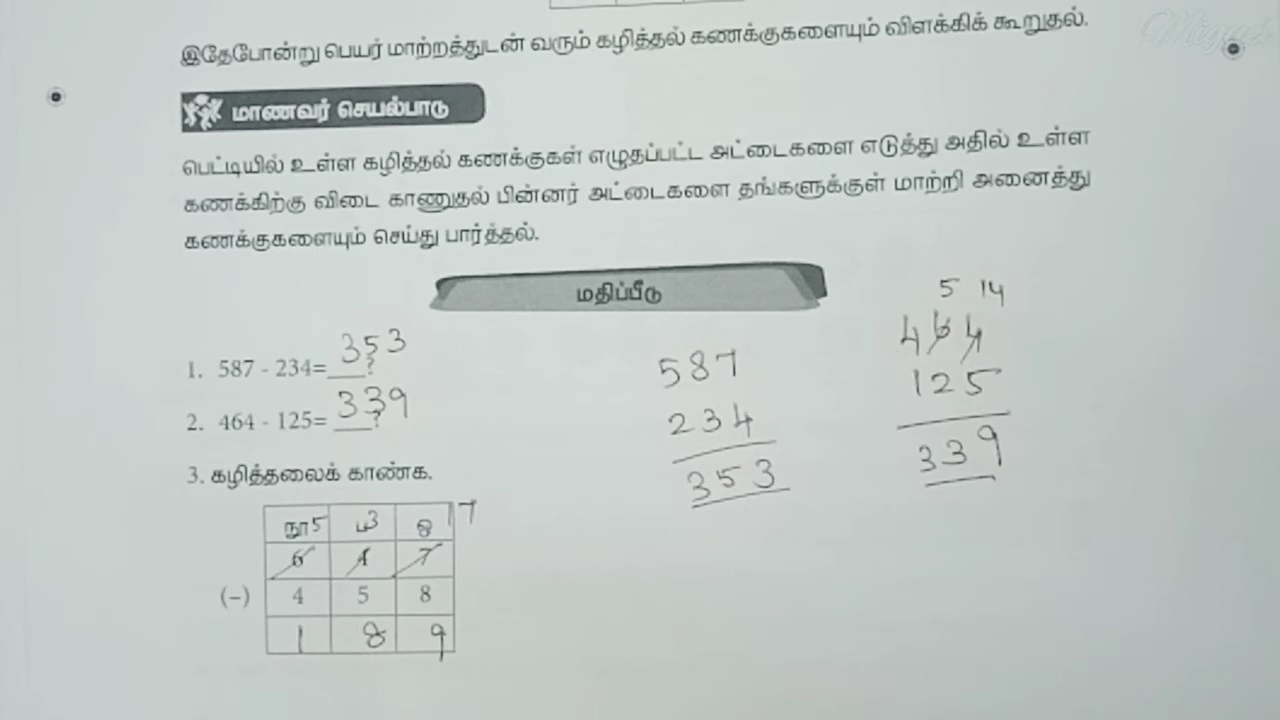 இதேபோன்று பெயர் மாற்றத்துடன் வரும் கழித்தல் கணக்குகளையும் விளக்கிக் கூறுதல்.
மாணவர் செயல்பாடு
பெட்டியில் உள்ள கழித்தல் கணக்குகள் எழுதப்பட்ட அட்டைகளை எடுத்து அதில் உள்ள
கணக்கிற்கு விடை காணுதல் பின்னர் அட்டைகளை தங்களுக்குள் மாற்றி அனைத்து
கணக்குகளையும் செய்து பார்த்தல்.
மதிப்பீடு
1. 587 - 234= 353 ?
2. 464 - 125= 339 ?
587
234
353
5 14
464
125
339
3. கழித்தலைக் காண்க.
நூ 5 ப 3 ஒ 17
6 4 7
(-) 4 5 8
1 8 9